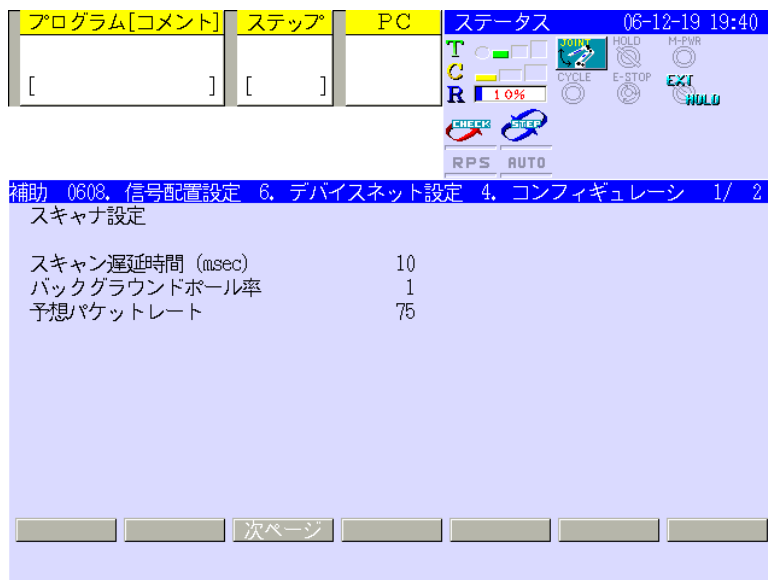 プログラム[コメント] ステップ PC ステータス 06-12-19 19:40
[ ] [ ]
T
C
R 10%
JOINT HOLD M-PWR
CYCLE E-STOP EXT HOLD
CHECK STEP
RPS AUTO
補助 0608. 信号配置設定 6. デバイスネット設定 4. コンフィギュレーシ 1/ 2
スキャナ設定
スキャン遅延時間 (msec) 10
バックグラウンドポール率 1
予想パケットレート 75
次ページ